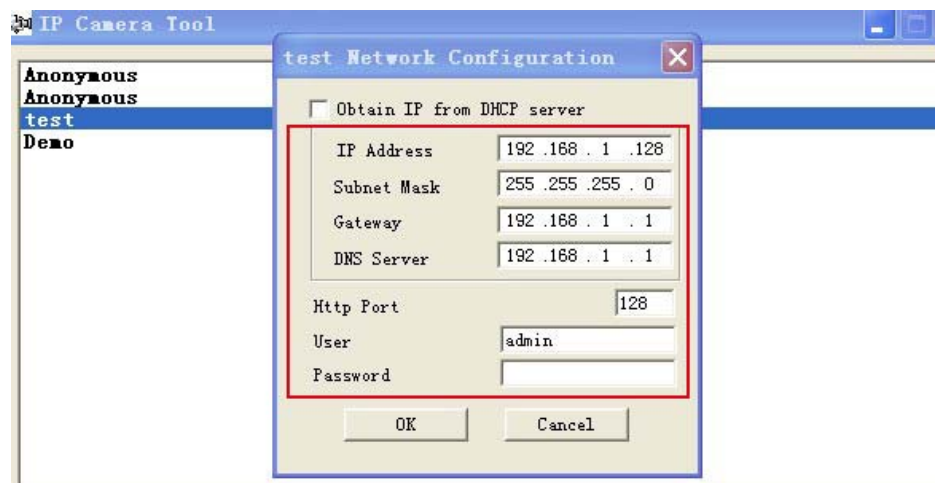 IP Camera Tool
Anonymous
Anonymous
test
Demo
test Network Configuration
Obtain IP from DHCP server
IP Address 192 .168 . 1 .128
Subnet Mask 255 .255 .255 . 0
Gateway 192 .168 . 1 . 1
DNS Server 192 .168 . 1 . 1
Http Port 128
User admin
Password
OK Cancel